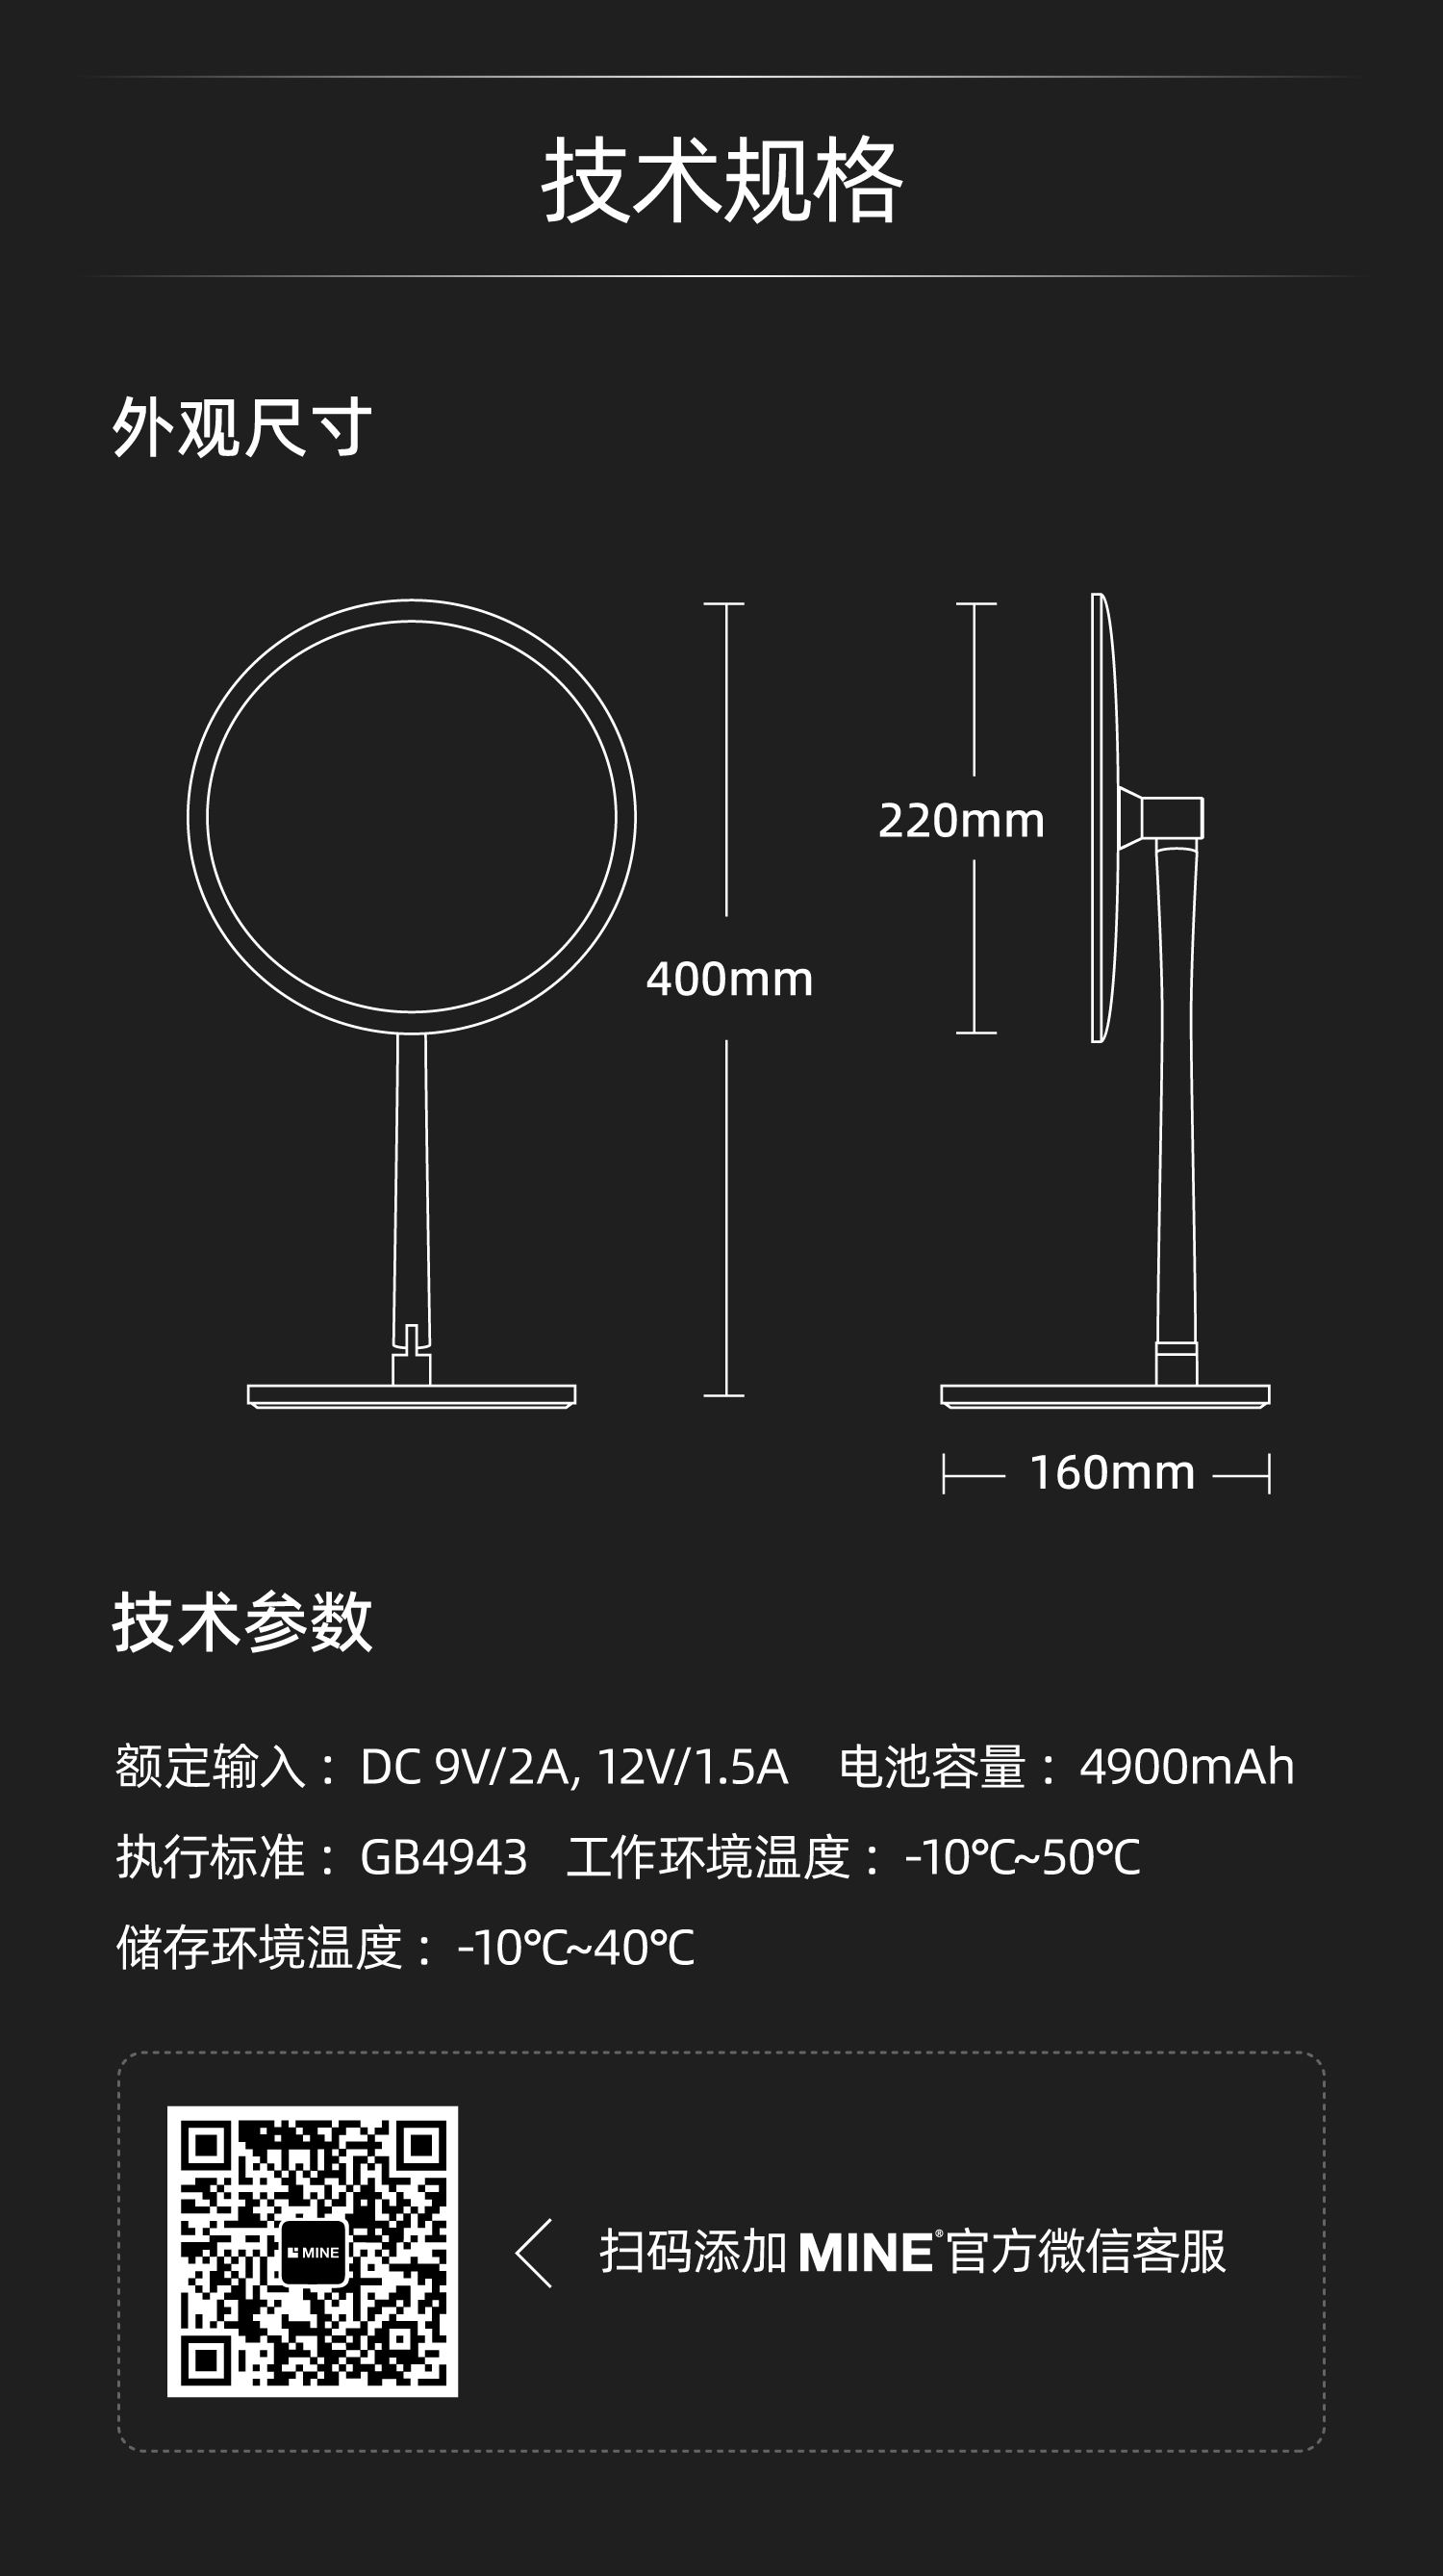 技术规格
外观尺寸
220mm
400mm
160mm
技术参数
额定输入：DC 9V/2A, 12V/1.5A 电池容量：4900mAh
执行标准：GB4943 工作环境温度：-10℃~50℃
储存环境温度：-10℃~40℃
MINE
扫码添加 MINE®官方微信客服